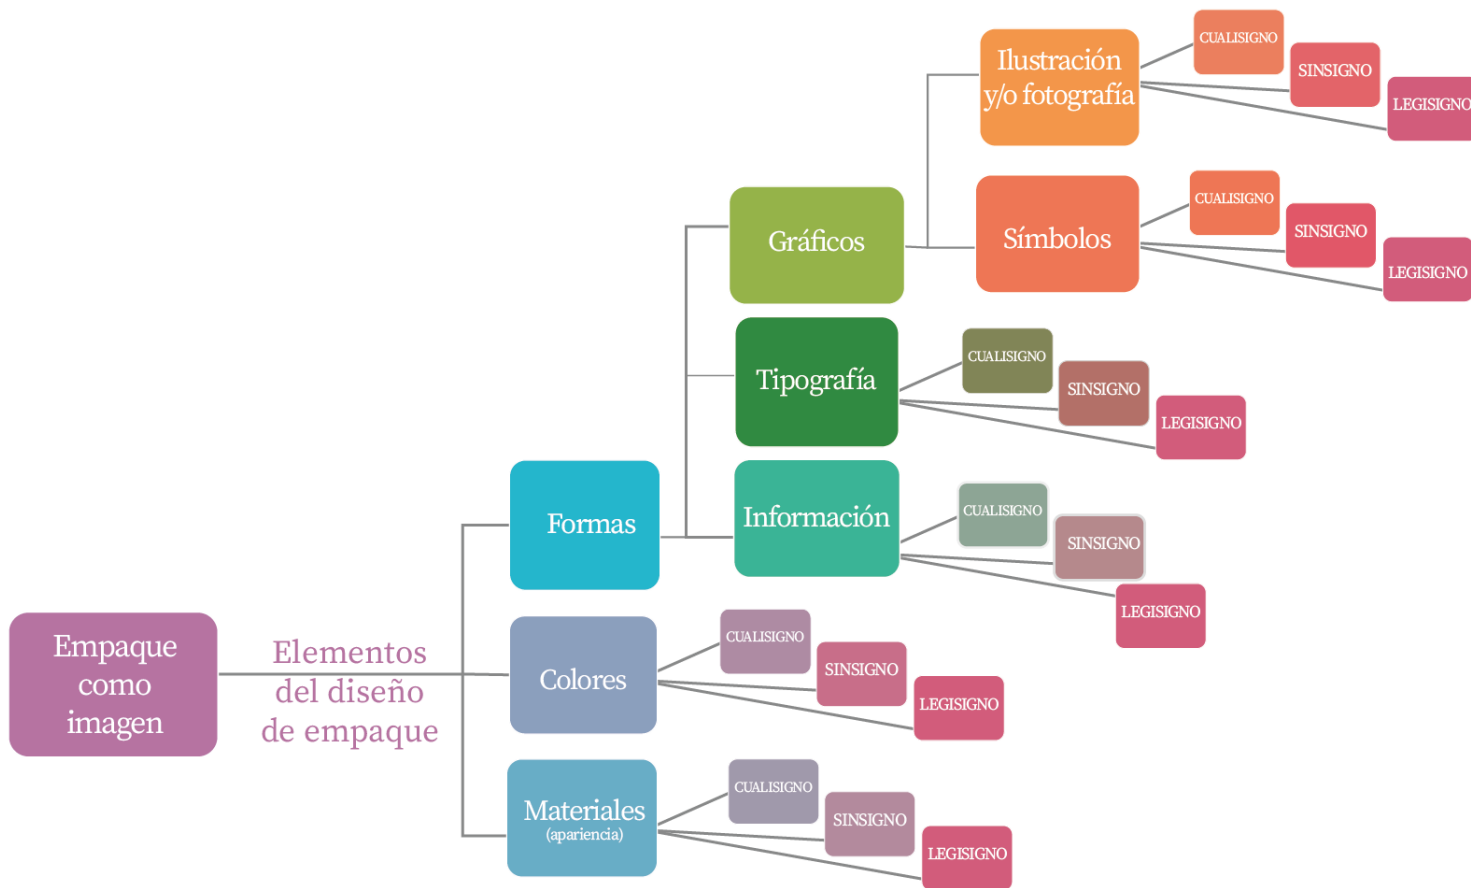 Empaque
como
imagen
Elementos
del diseño
de empaque
Formas
Gráficos
Ilustración
y/o fotografía
CUALISIGNO
SINSIGNO
LEGISIGNO
Símbolos
CUALISIGNO
SINSIGNO
LEGISIGNO
Tipografía
CUALISIGNO
SINSIGNO
LEGISIGNO
Información
CUALISIGNO
SINSIGNO
LEGISIGNO
Colores
CUALISIGNO
SINSIGNO
LEGISIGNO
Materiales
(apariencia)
CUALISIGNO
SINSIGNO
LEGISIGNO